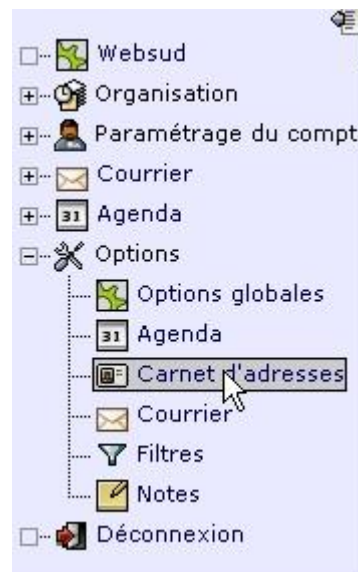 Websud
Organisation
Paramétrage du compt
Courrier
31 Agenda
Options
Options globales
31 Agenda
Carnet d'adresses
Courrier
Filtres
Notes
Déconnexion